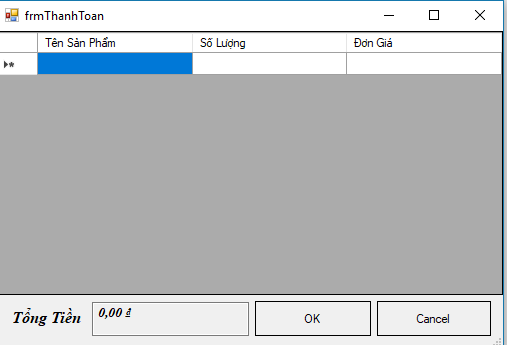 frmThanhToan
Tên Sản Phẩm Số Lượng Đơn Giá
Tổng Tiền 0,00 ₫ OK Cancel